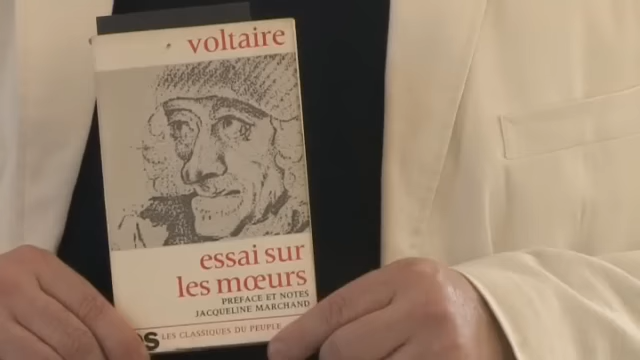 voltaire
essai sur
les mœurs
PRÉFACE ET NOTES
JACQUELINE MARCHAND
LES CLASSIQUES DU PEUPLE